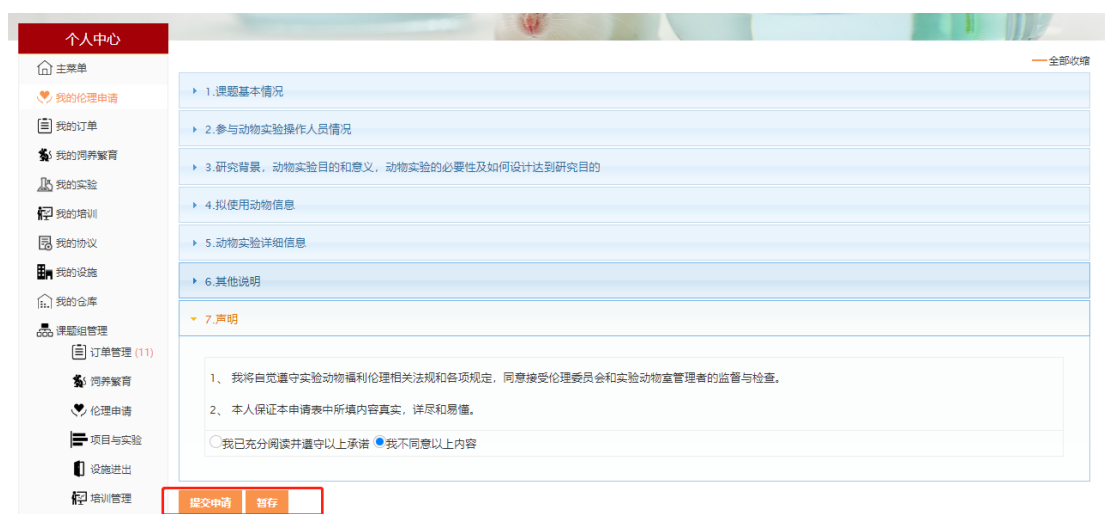 个人中心
主菜单
我的伦理申请
我的订单
我的饲养繁育
我的实验
我的培训
我的协议
我的设施
我的仓库
课题组管理
订单管理 (11)
饲养繁育
伦理申请
项目与实验
设施进出
培训管理
全部收缩
1.课题基本情况
2.参与动物实验操作人员情况
3.研究背景，动物实验目的和意义，动物实验的必要性及如何设计达到研究目的
4.拟使用动物信息
5.动物实验详细信息
6.其他说明
7.声明
1、 我将自觉遵守实验动物福利伦理相关法规和各项规定，同意接受伦理委员会和实验动物室管理者的监督与检查。
2、 本人保证本申请表中所填内容真实，详尽和易懂。
我已充分阅读并遵守以上承诺 我不同意以上内容
提交申请 暂存